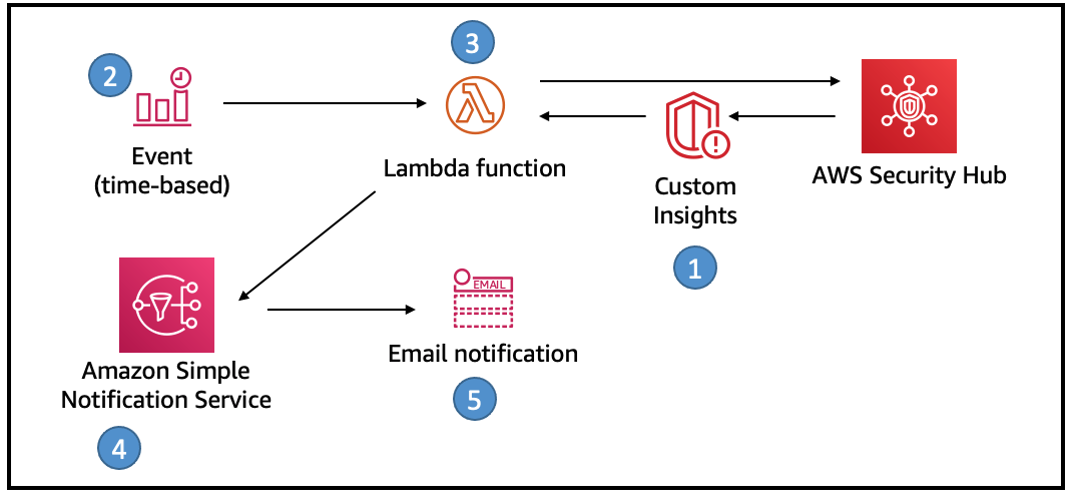 2
Event
(time-based)
3
Lambda function
Custom
Insights
1
AWS Security Hub
Amazon Simple
Notification Service
4
EMAIL
Email notification
5